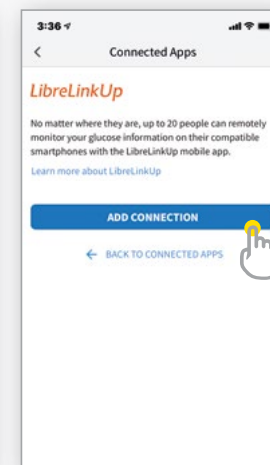 3:36
Connected Apps
LibreLinkUp
No matter where they are, up to 20 people can remotely
monitor your glucose information on their compatible
smartphones with the LibreLinkUp mobile app.
Learn more about LibreLinkUp
ADD CONNECTION
BACK TO CONNECTED APPS